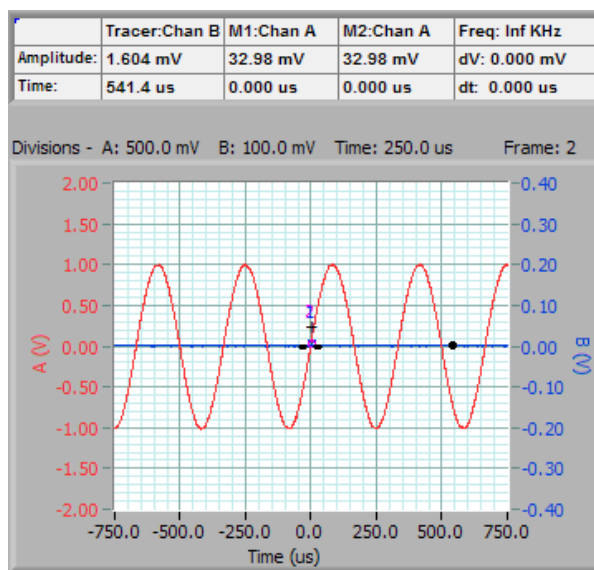 Tracer:Chan B M1:Chan A M2:Chan A Freq: Inf KHz
Amplitude: 1.604 mV 32.98 mV 32.98 mV dV: 0.000 mV
Time: 541.4 us 0.000 us 0.000 us dt: 0.000 us
Divisions - A: 500.0 mV B: 100.0 mV Time: 250.0 us Frame: 2
2.00 0.40
1.50 0.30
1.00 0.20
0.50 0.10
A (V) 0.00 0.00 B (V)
-0.50 -0.10
-1.00 -0.20
-1.50 -0.30
-2.00 -0.40
-750.0 -500.0 -250.0 0.0 250.0 500.0 750.0
Time (us)